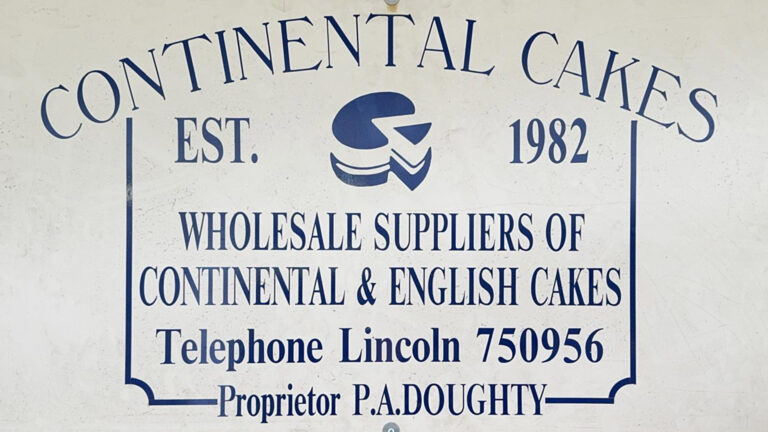 CONTINENTAL CAKES
EST. 1982
WHOLESALE SUPPLIERS OF
CONTINENTAL & ENGLISH CAKES
Telephone Lincoln 750956
Proprietor P.A.DOUGHTY